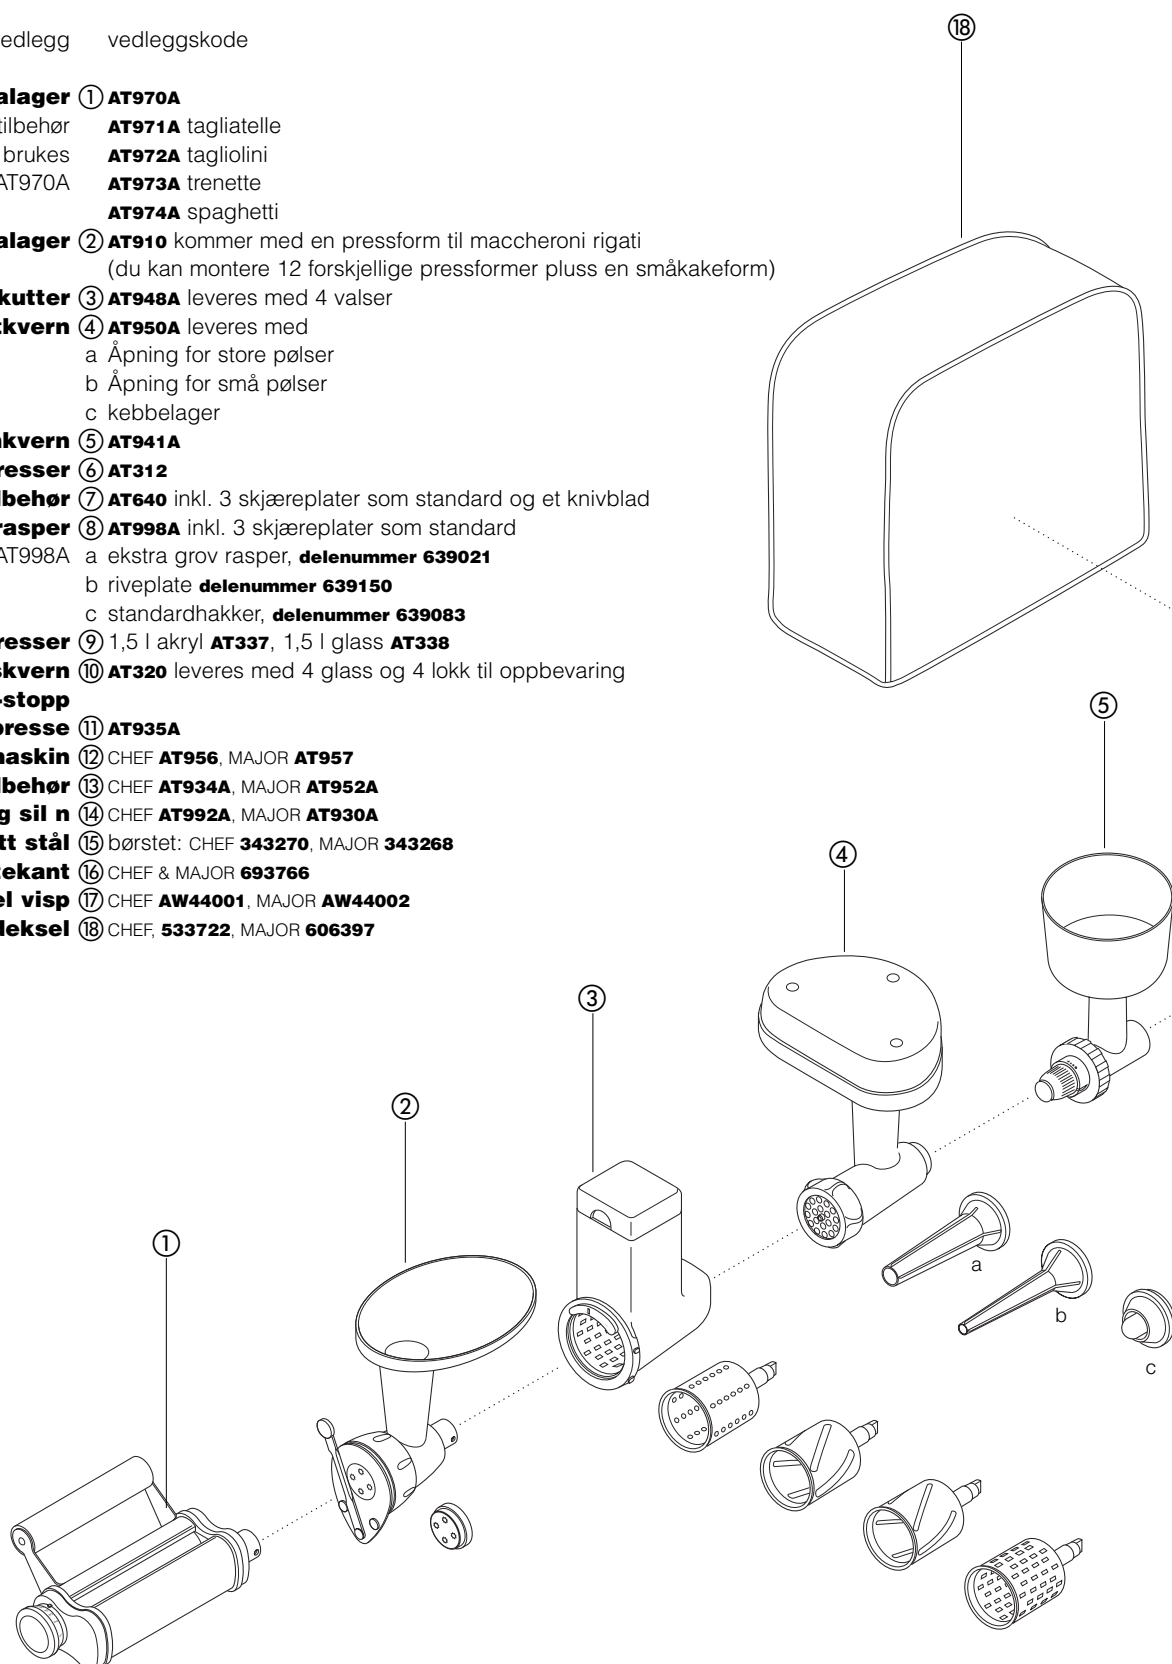 edlegg vedleggskode
alager ① AT970A
tilbehør AT971A tagliatelle
brukes AT972A tagliolini
AT970A AT973A trenette
AT974A spaghetti
alager ② AT910 kommer med en pressform til maccheroni rigati
(du kan montere 12 forskjellige pressformer pluss en småkakeform)
kutter ③ AT948A leveres med 4 valser
tkvern ④ AT950A leveres med
a Åpning for store pølser
b Åpning for små pølser
c kebbelager
nkvern ⑤ AT941A
resser ⑥ AT312
lbehør ⑦ AT640 inkl. 3 skjæreplater som standard og et knivblad
rasper ⑧ AT998A inkl. 3 skjæreplater som standard
AT998A a ekstra grov rasper, delenummer 639021
b riveplate delenummer 639150
c standardhakker, delenummer 639083
resser ⑨ 1,5 l akryl AT337, 1,5 l glass AT338
skvern ⑩ AT320 leveres med 4 glass og 4 lokk til oppbevaring
-stopp
presse ⑪ AT935A
maskin ⑫ CHEF AT956, MAJOR AT957
lbehør ⑬ CHEF AT934A, MAJOR AT952A
g sil n ⑭ CHEF AT992A, MAJOR AT930A
tt stål ⑮ børstet: CHEF 343270, MAJOR 343268
tekant ⑯ CHEF & MAJOR 693766
el visp ⑰ CHEF AW44001, MAJOR AW44002
deksel ⑱ CHEF, 533722, MAJOR 606397
⑱
⑤
④
③
②
①
a
b
c